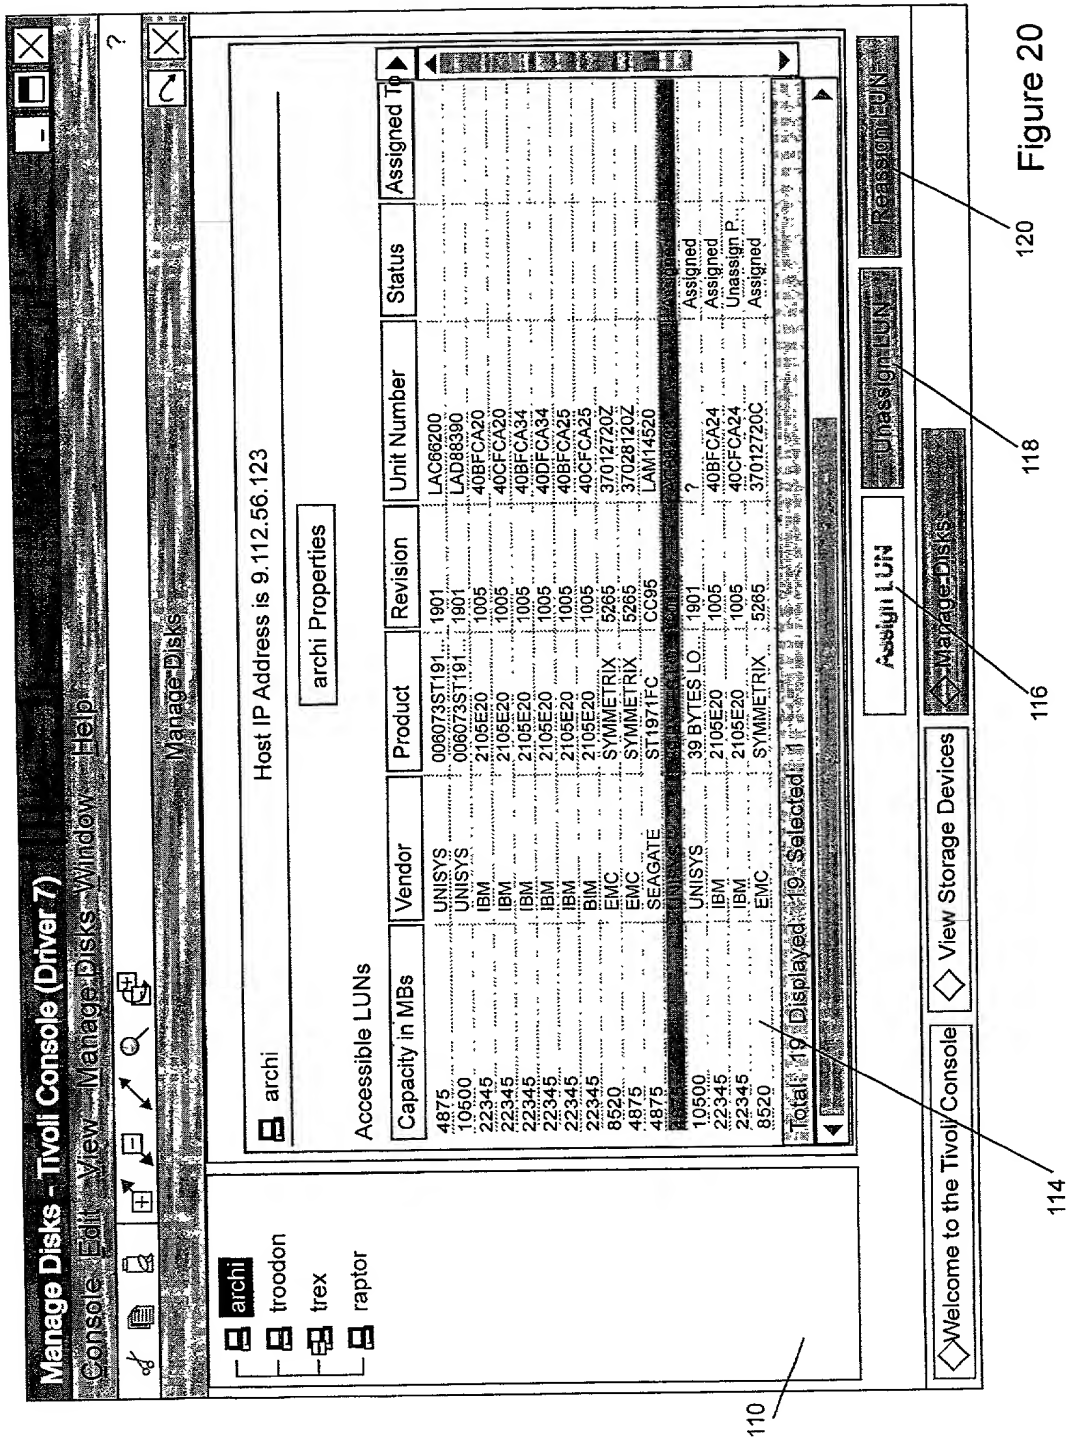 Manage Disks - Tivoli Console (Driver 7)
Console Edit View Manage Disks Window Help
?
Manage Disks
archi
troodon
trex
raptor
archi
Host IP Address is 9.112.56.123
archi Properties
Accessible LUNs
Capacity in MBs Vendor Product Revision Unit Number Status Assigned To
4875 UNISYS 006073ST191... 1901 LAC66200
10500 UNISYS 006073ST191... 1901 LAD88390
22345 IBM 2105E20 1005 40BFCA20
22345 IBM 2105E20 1005 40CFCA20
22345 IBM 2105E20 1005 40BFCA34
22345 IBM 2105E20 1005 40DFCA34
22345 IBM 2105E20 1005 40BFCA25
22345 BIM 2105E20 1005 40CFCA25
8520 EMC SYMMETRIX 5265 37012720Z
4875 EMC SYMMETRIX 5265 37028120Z
4875 SEAGATE ST1971FC CC95 LAM14520
UNISYS
10500 UNISYS 39 BYTES LO... 1901 ? Assigned
22345 IBM 2105E20 1005 40BFCA24 Assigned
22345 IBM 2105E20 1005 40CFCA24 Unassign P...
8520 EMC SYMMETRIX 5265 37012720C Assigned
Total: 19 Displayed: 19 Selected: 1
Assign LUN Unassign LUN Reassign LUN
Welcome to the Tivoli Console View Storage Devices Manage Disks
110
114
116
118
120
Figure 20